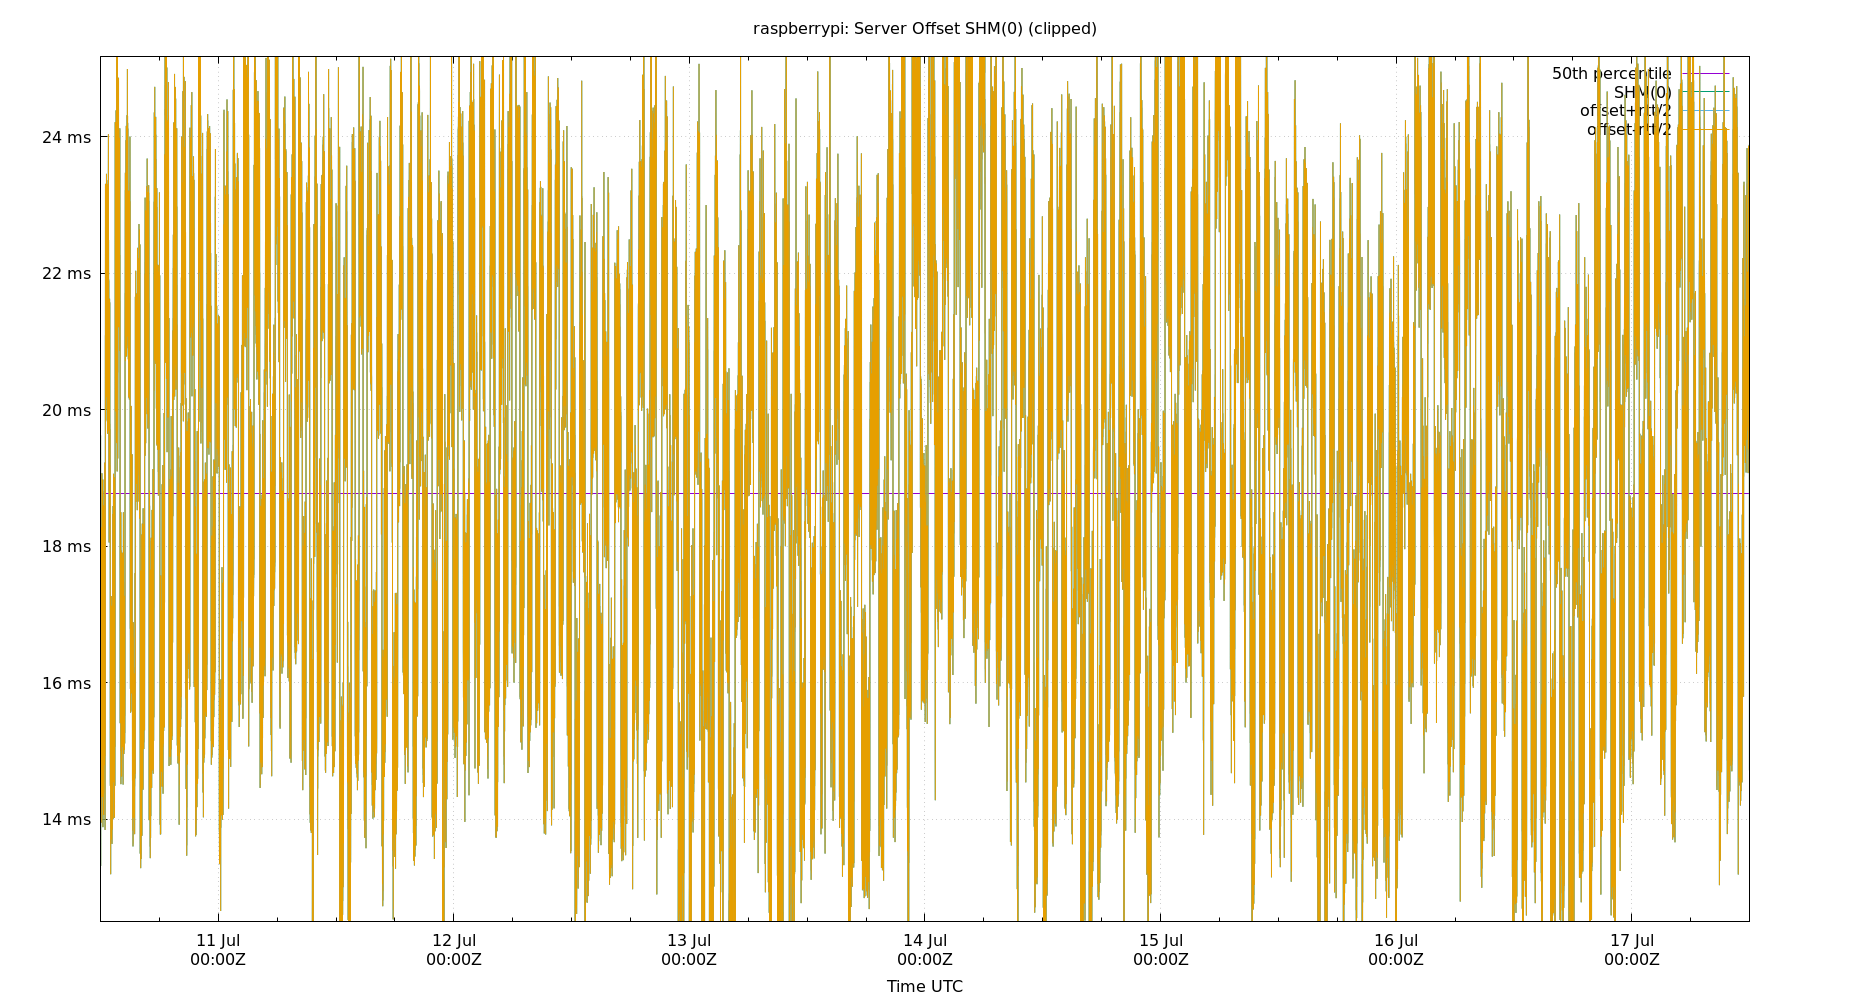 raspberrypi: Server Offset SHM(0) (clipped)
50th percentile
SHM(0)
offset+rtt/2
offset-rtt/2
24 ms
22 ms
20 ms
18 ms
16 ms
14 ms
11 Jul 12 Jul 13 Jul 14 Jul 15 Jul 16 Jul 17 Jul
00:00Z 00:00Z 00:00Z 00:00Z 00:00Z 00:00Z 00:00Z
Time UTC